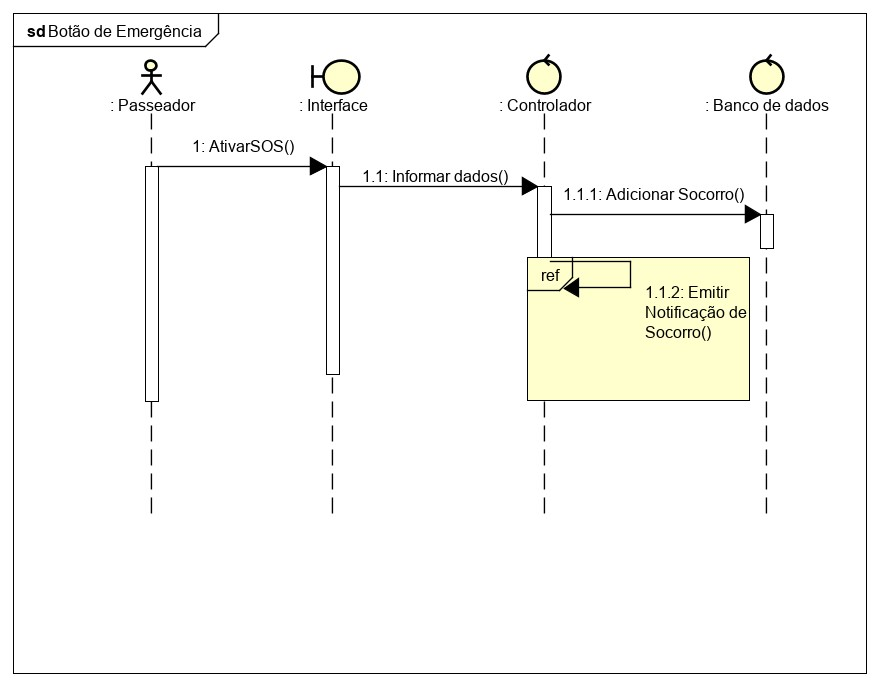 sd Botão de Emergência
: Passeador
: Interface
: Controlador
: Banco de dados
1: AtivarSOS()
1.1: Informar dados()
1.1.1: Adicionar Socorro()
ref
1.1.2: Emitir
Notificação de
Socorro()